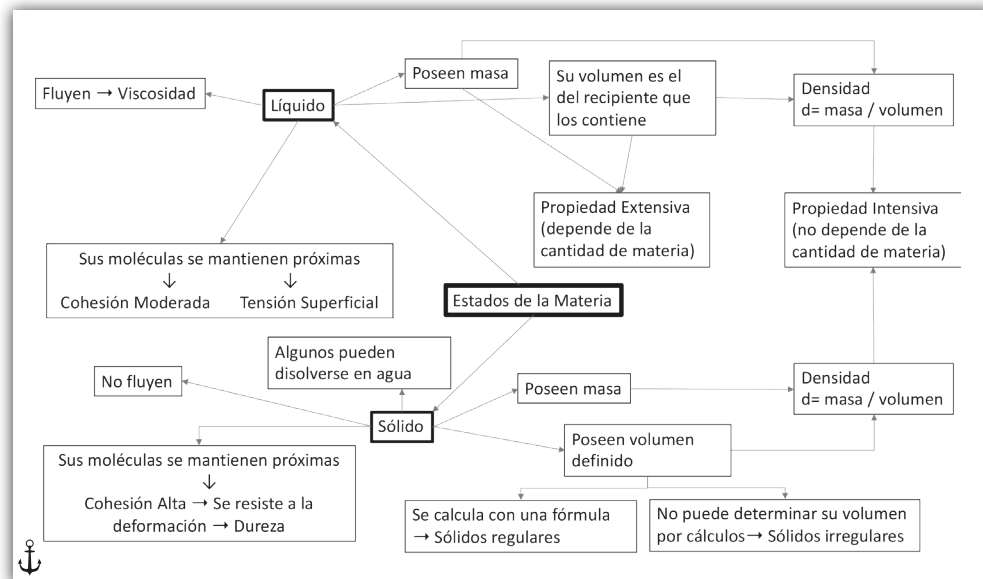 Poseen masa
Su volumen es el
del recipiente que
los contiene
Densidad
d= masa / volumen
Fluyen → Viscosidad
Líquido
Propiedad Extensiva
(depende de la
cantidad de materia)
Propiedad Intensiva
(no depende de la
cantidad de materia)
Sus moléculas se mantienen próximas
↓ ↓
Cohesión Moderada Tensión Superficial
Estados de la Materia
Algunos pueden
disolverse en agua
No fluyen
Poseen masa
Densidad
d= masa / volumen
Sólido
Poseen volumen
definido
Sus moléculas se mantienen próximas
↓
Cohesión Alta → Se resiste a la
deformación → Dureza
Se calcula con una fórmula
→ Sólidos regulares
No puede determinar su volumen
por cálculos→ Sólidos irregulares